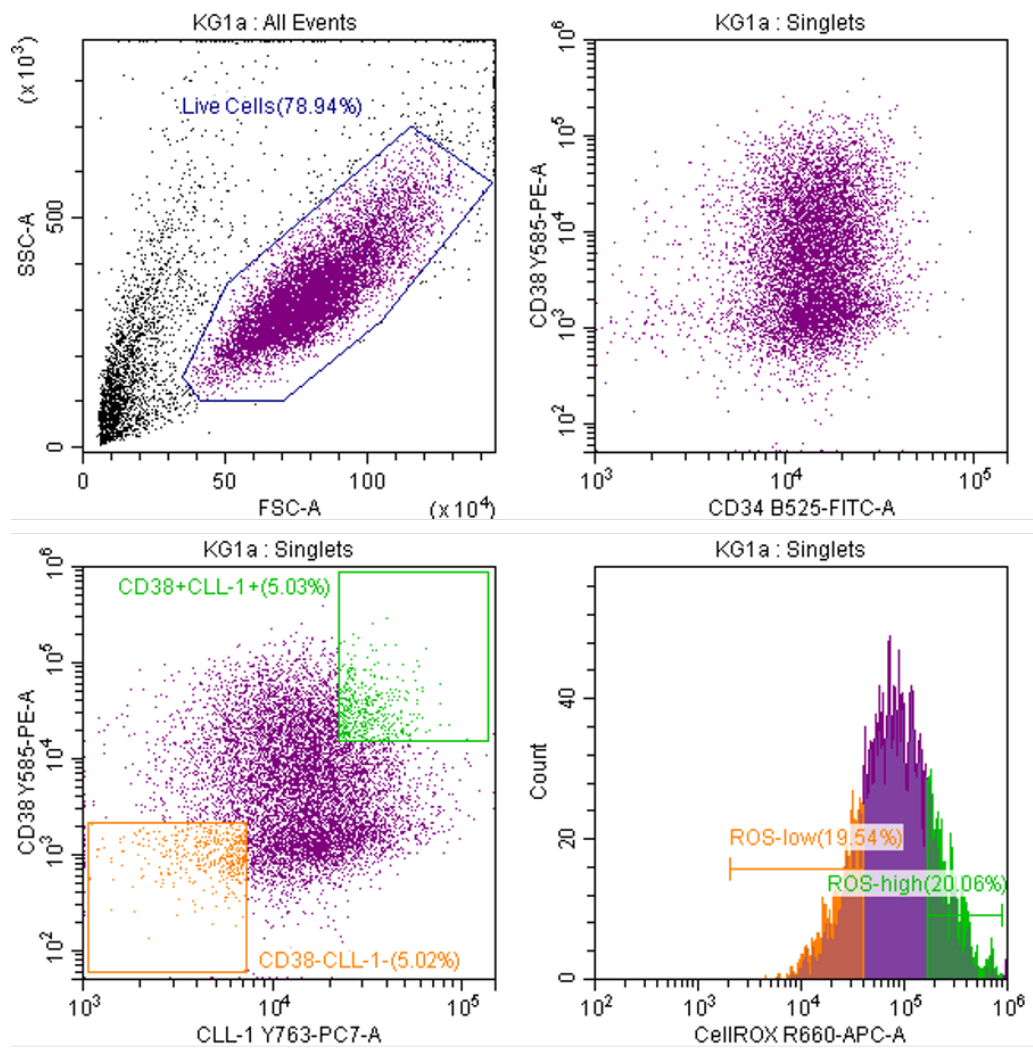 KG1a : All Events
(x 10³)
SSC-A
500
0
Live Cells(78.94%)
0 50 100
FSC-A (x 10⁴)
KG1a : Singlets
CD38 Y585-PE-A
10⁶
10⁵
10⁴
10³
10²
10³ 10⁴ 10⁵
CD34 B525-FITC-A
KG1a : Singlets
CD38 Y585-PE-A
10⁶
10⁵
10⁴
10³
10²
CD38+CLL-1+(5.03%)
CD38-CLL-1-(5.02%)
10³ 10⁴ 10⁵
CLL-1 Y763-PC7-A
KG1a : Singlets
Count
40
20
0
ROS-low(19.54%)
ROS-high(20.06%)
10² 10³ 10⁴ 10⁵ 10⁶
CellROX R660-APC-A